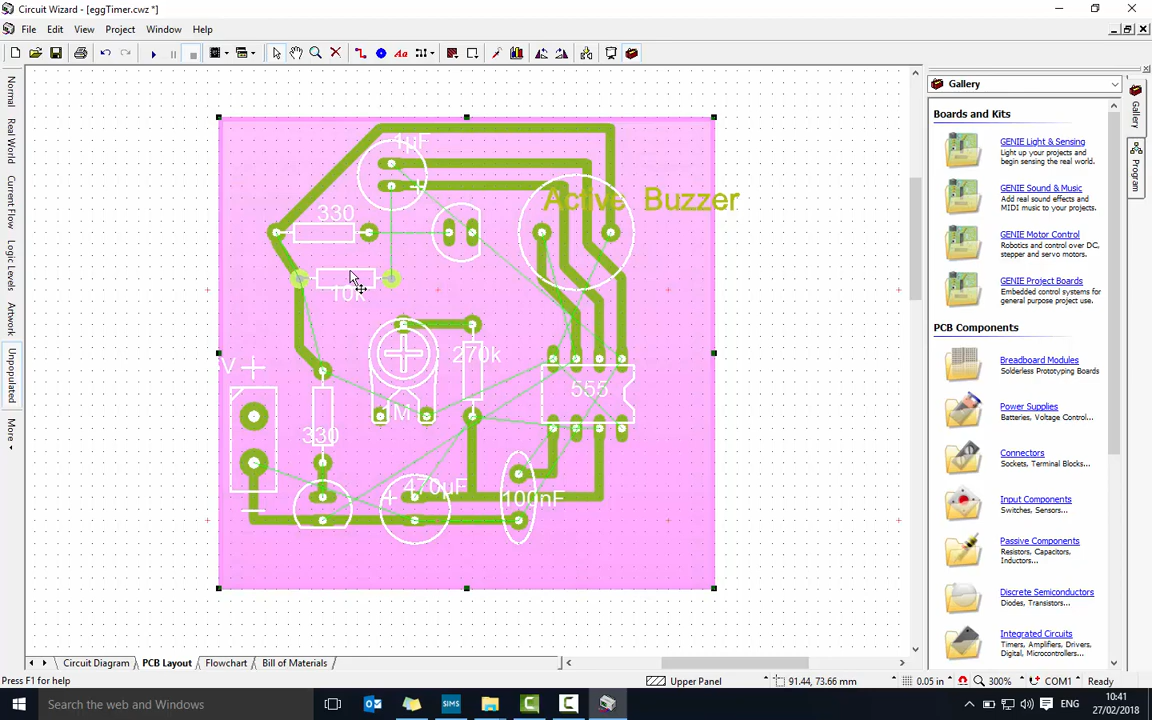 Circuit Wizard - [eggTimer.cwz *]
File Edit View Project Window Help
Aa
Normal
Real World
Current Flow
Logic Levels
Artwork
Unpopulated
More
330
10k
Active Buzzer
V +
270k
1M
555
330
+ 470µF
100nF
Gallery
Boards and Kits
GENIE Light & Sensing
Light up your projects and
begin sensing the real world.
GENIE Sound & Music
Add real sound effects and
MIDI music to your projects.
GENIE Motor Control
Robotics and control over DC,
stepper and servo motors.
GENIE Project Boards
Embedded control systems for
general purpose project use.
PCB Components
Breadboard Modules
Solderless Prototyping Boards
Power Supplies
Batteries, Voltage Control...
Connectors
Sockets, Terminal Blocks...
Input Components
Switches, Sensors...
Passive Components
Resistors, Capacitors,
Inductors...
Discrete Semiconductors
Diodes, Transistors...
Integrated Circuits
Timers, Amplifiers, Drivers,
Digital, Microcontrollers...
Gallery
Program
Circuit Diagram PCB Layout Flowchart Bill of Materials
Press F1 for help Upper Panel 91.44, 73.66 mm 0.05 in 300% COM1 Ready
Search the web and Windows SIMS ENG 10:41
27/02/2018